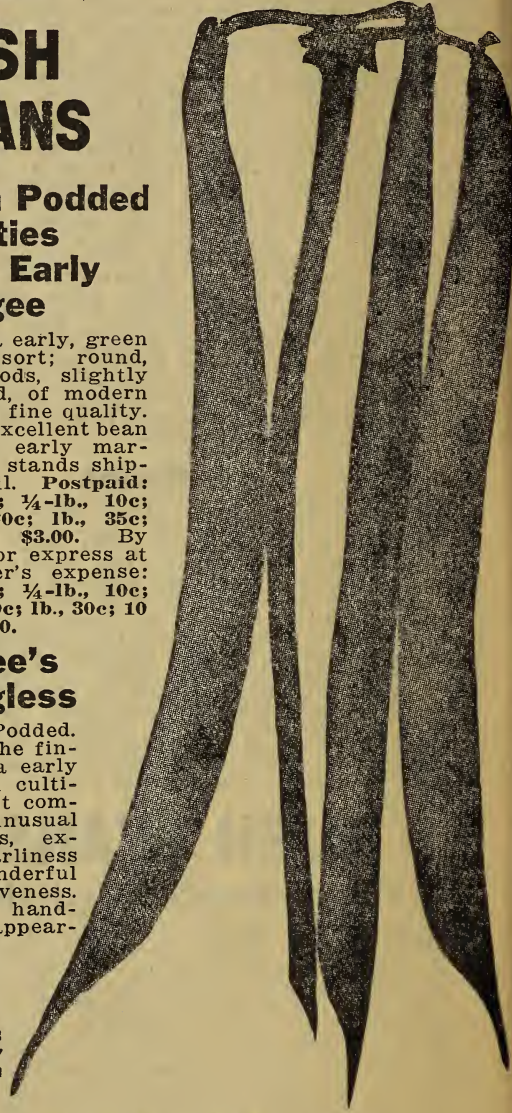 SH
ANS
Podded
ties
Early
gee
early, green
sort; round,
ods, slightly
d, of modern
fine quality.
xcellent bean
early mar-
stands ship-
l. Postpaid:
; ¼-lb., 10c;
0c; lb., 35c;
$3.00. By
or express at
er's expense:
; ¼-lb., 10c;
c; lb., 30c; 10
0.
ee's
gless
Podded.
he fin-
a early
culti-
t com-
unusual
s, ex-
arliness
nderful
veness.
hand-
appear-